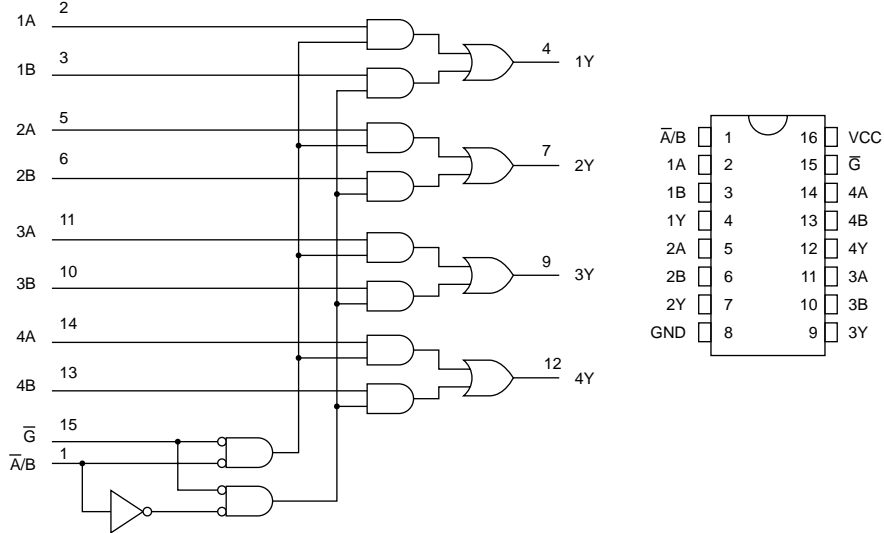 1A 2
1B 3
2A 5
2B 6
3A 11
3B 10
4A 14
4B 13
G̅ 15
A̅/B 1
4 1Y
7 2Y
9 3Y
12 4Y
A̅/B 1 16 VCC
1A 2 15 G̅
1B 3 14 4A
1Y 4 13 4B
2A 5 12 4Y
2B 6 11 3A
2Y 7 10 3B
GND 8 9 3Y